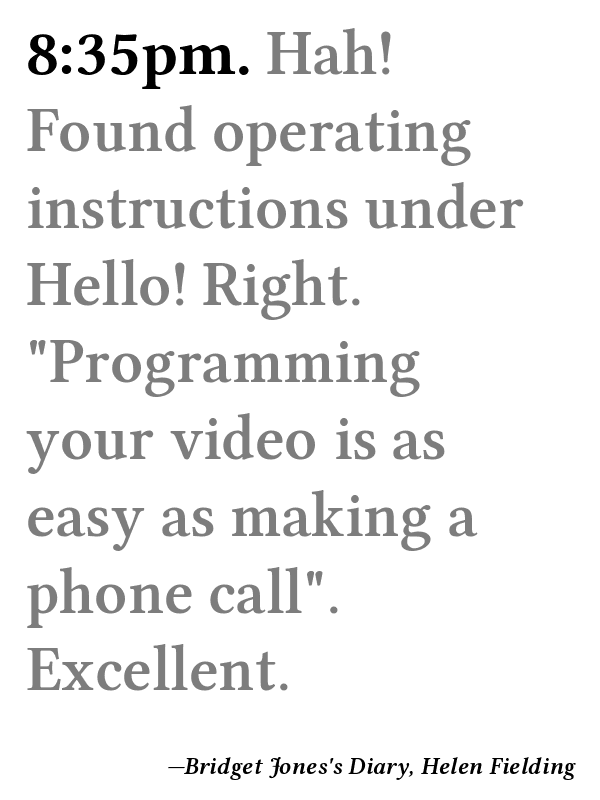 8:35pm. Hah!
Found operating
instructions under
Hello! Right.
"Programming
your video is as
easy as making a
phone call".
Excellent.
—Bridget Jones's Diary, Helen Fielding